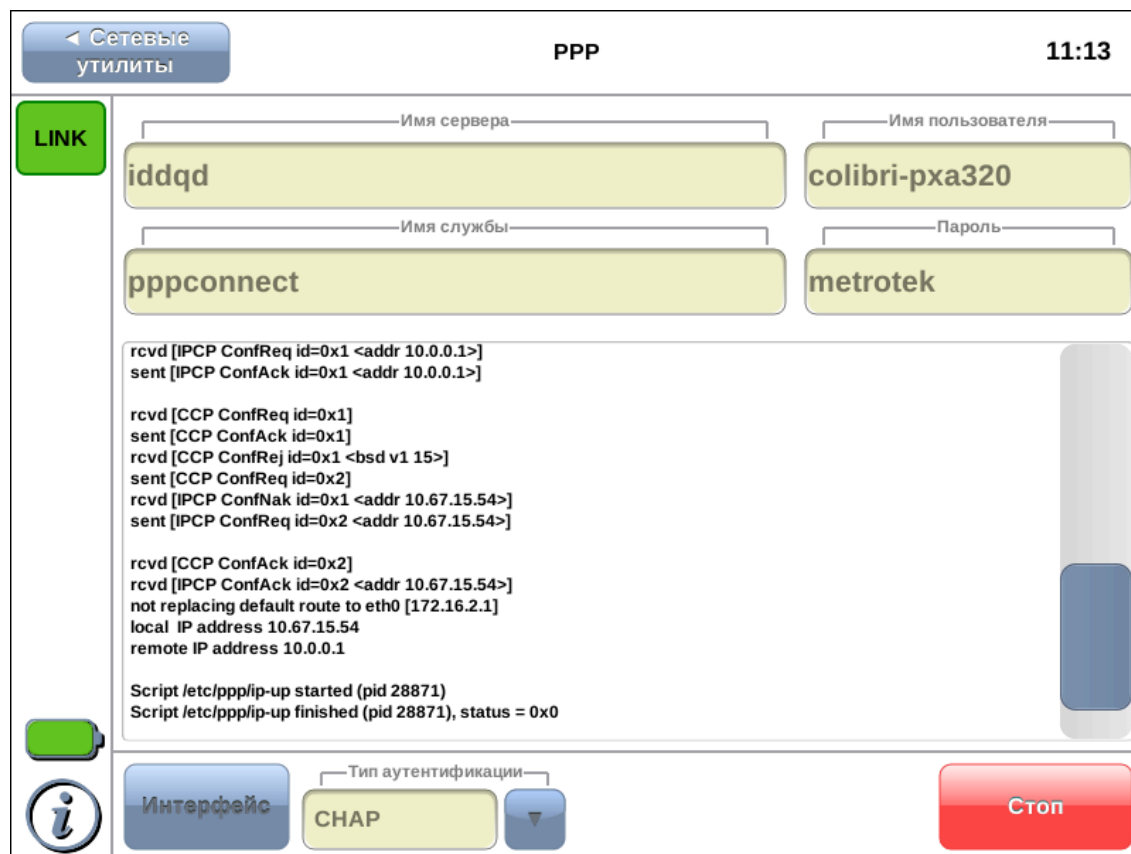 ◄ Сетевые
утилиты
PPP
11:13
LINK
Имя сервера
Имя пользователя
iddqd
colibri-pxa320
Имя службы
Пароль
pppconnect
metrotek
rcvd [IPCP ConfReq id=0x1 <addr 10.0.0.1>]
sent [IPCP ConfAck id=0x1 <addr 10.0.0.1>]
rcvd [CCP ConfReq id=0x1]
sent [CCP ConfAck id=0x1]
rcvd [CCP ConfRej id=0x1 <bsd v1 15>]
sent [CCP ConfReq id=0x2]
rcvd [IPCP ConfNak id=0x1 <addr 10.67.15.54>]
sent [IPCP ConfReq id=0x2 <addr 10.67.15.54>]
rcvd [CCP ConfAck id=0x2]
rcvd [IPCP ConfAck id=0x2 <addr 10.67.15.54>]
not replacing default route to eth0 [172.16.2.1]
local  IP address 10.67.15.54
remote IP address 10.0.0.1
Script /etc/ppp/ip-up started (pid 28871)
Script /etc/ppp/ip-up finished (pid 28871), status = 0x0
i
Интерфейс
Тип аутентификации
CHAP
▼
Стоп